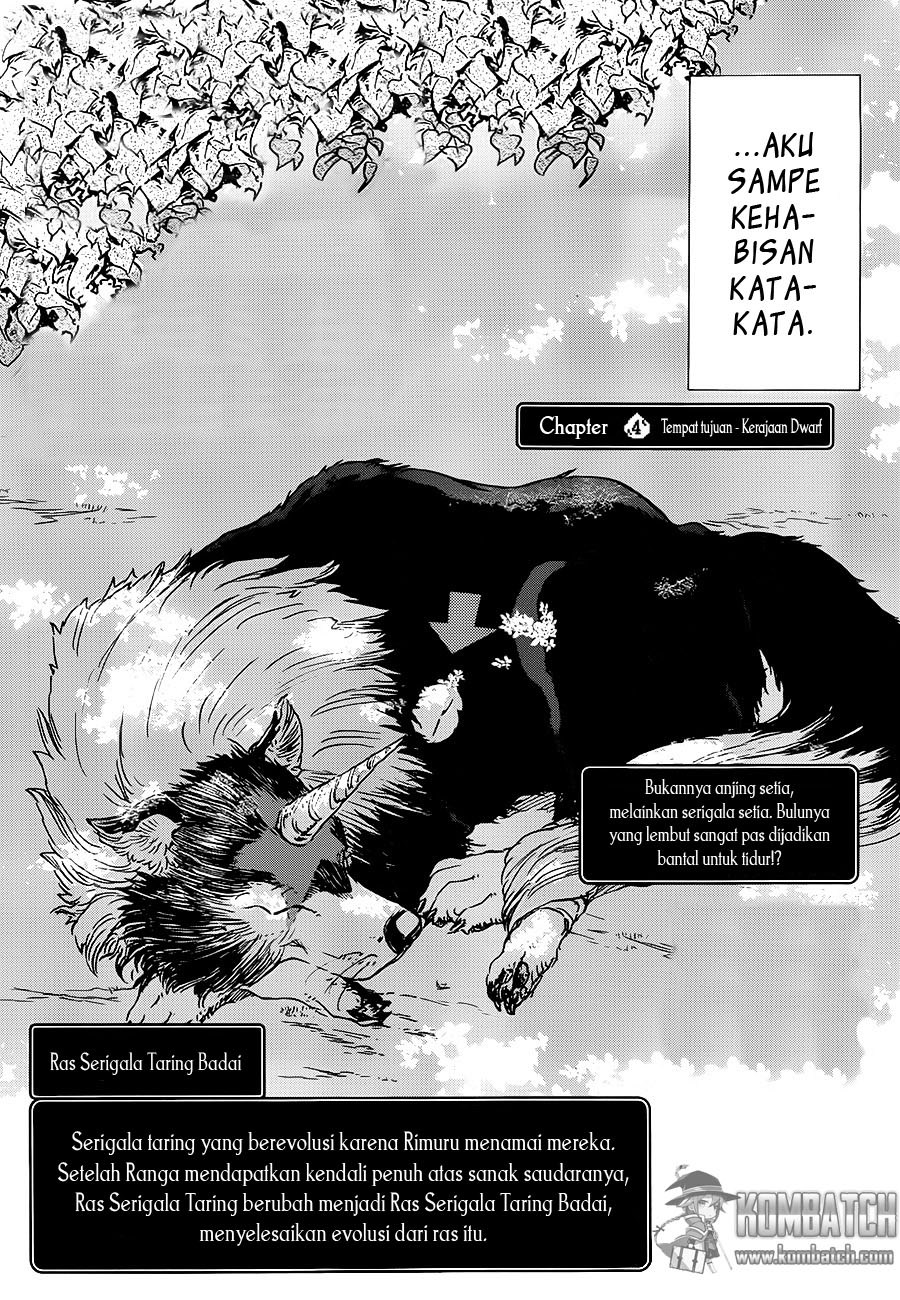 ...AKU
SAMPE
KEHA-
BISAN
KATA-
KATA.
Chapter 4 Tempat tujuan - Kerajaan Dwarf
Bukannya anjing setia,
melainkan serigala setia. Bulunya
yang lembut sangat pas dijadikan
bantal untuk tidur!?
Ras Serigala Taring Badai
Serigala taring yang berevolusi karena Rimuru menamai mereka.
Setelah Ranga mendapatkan kendali penuh atas sanak saudaranya,
Ras Serigala Taring berubah menjadi Ras Serigala Taring Badai,
menyelesaikan evolusi dari ras itu.
KOMBATCH
www.kombatch.com